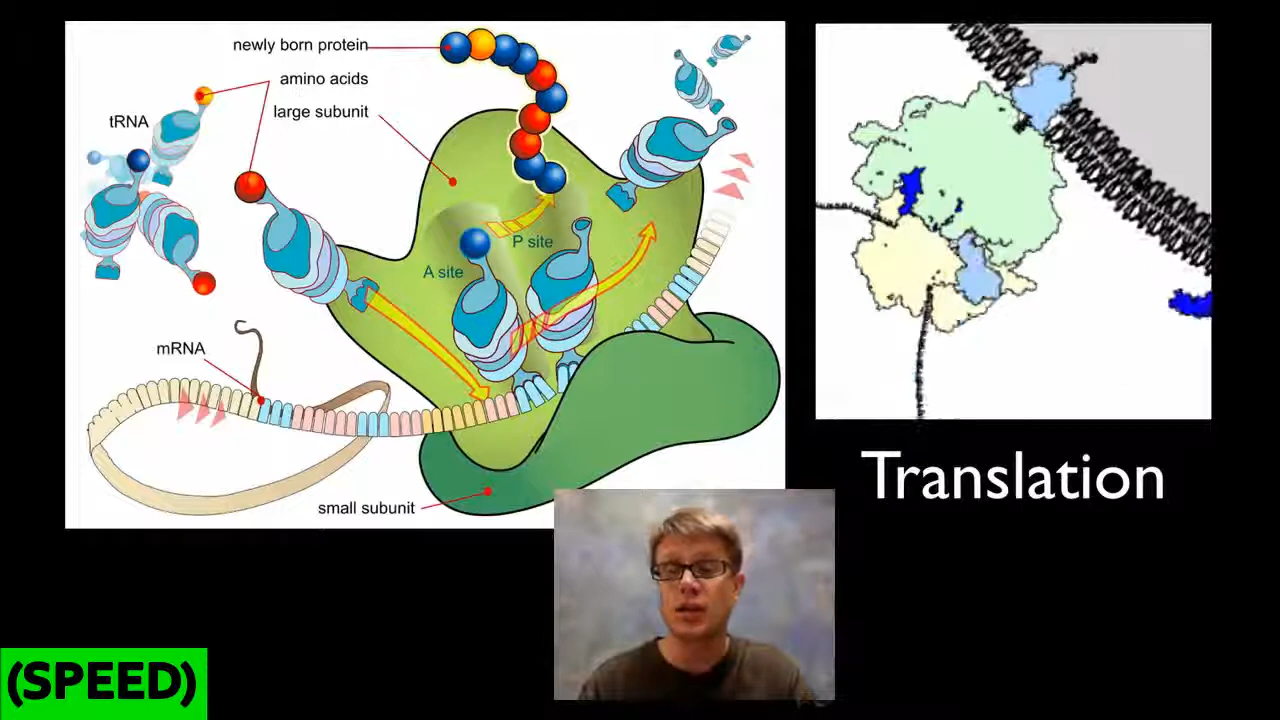 newly born protein
amino acids
large subunit
tRNA
P site
A site
mRNA
small subunit
Translation
(SPEED)